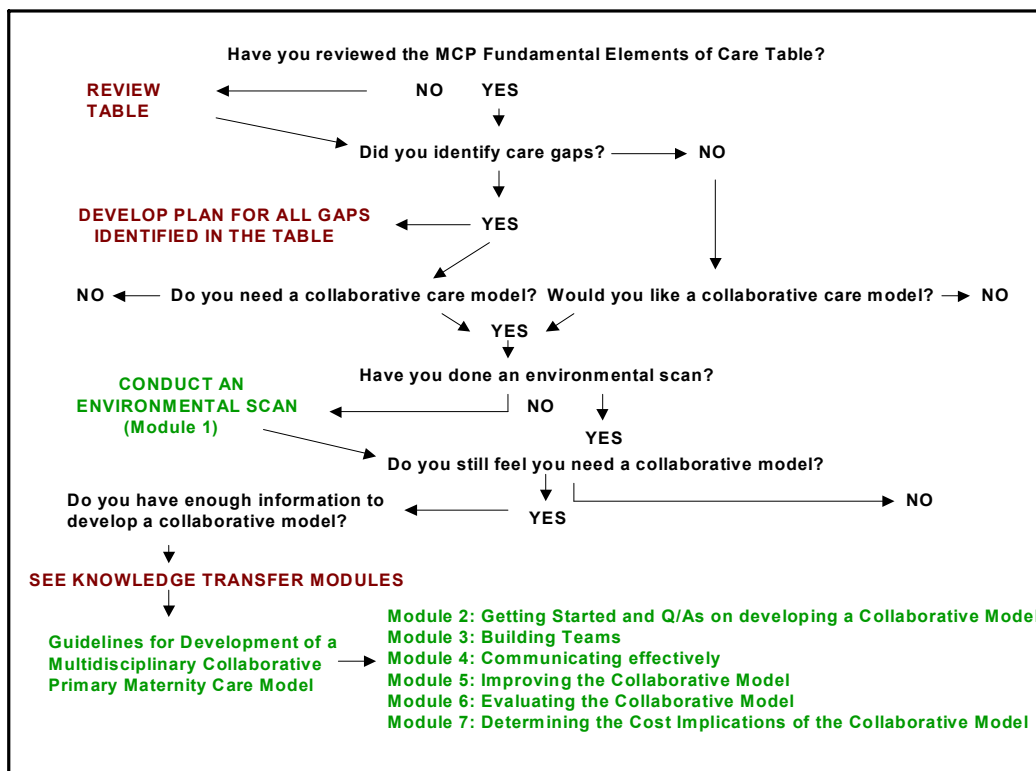 Have you reviewed the MCP Fundamental Elements of Care Table?
REVIEW
TABLE
NO YES
Did you identify care gaps?
NO
DEVELOP PLAN FOR ALL GAPS
IDENTIFIED IN THE TABLE
YES
NO
Do you need a collaborative care model?
Would you like a collaborative care model?
NO
YES
Have you done an environmental scan?
CONDUCT AN
ENVIRONMENTAL SCAN
(Module 1)
NO
YES
Do you still feel you need a collaborative model?
NO
YES
Do you have enough information to
develop a collaborative model?
SEE KNOWLEDGE TRANSFER MODULES
Guidelines for Development of a
Multidisciplinary Collaborative
Primary Maternity Care Model
Module 2: Getting Started and Q/As on developing a Collaborative Model
Module 3: Building Teams
Module 4: Communicating effectively
Module 5: Improving the Collaborative Model
Module 6: Evaluating the Collaborative Model
Module 7: Determining the Cost Implications of the Collaborative Model